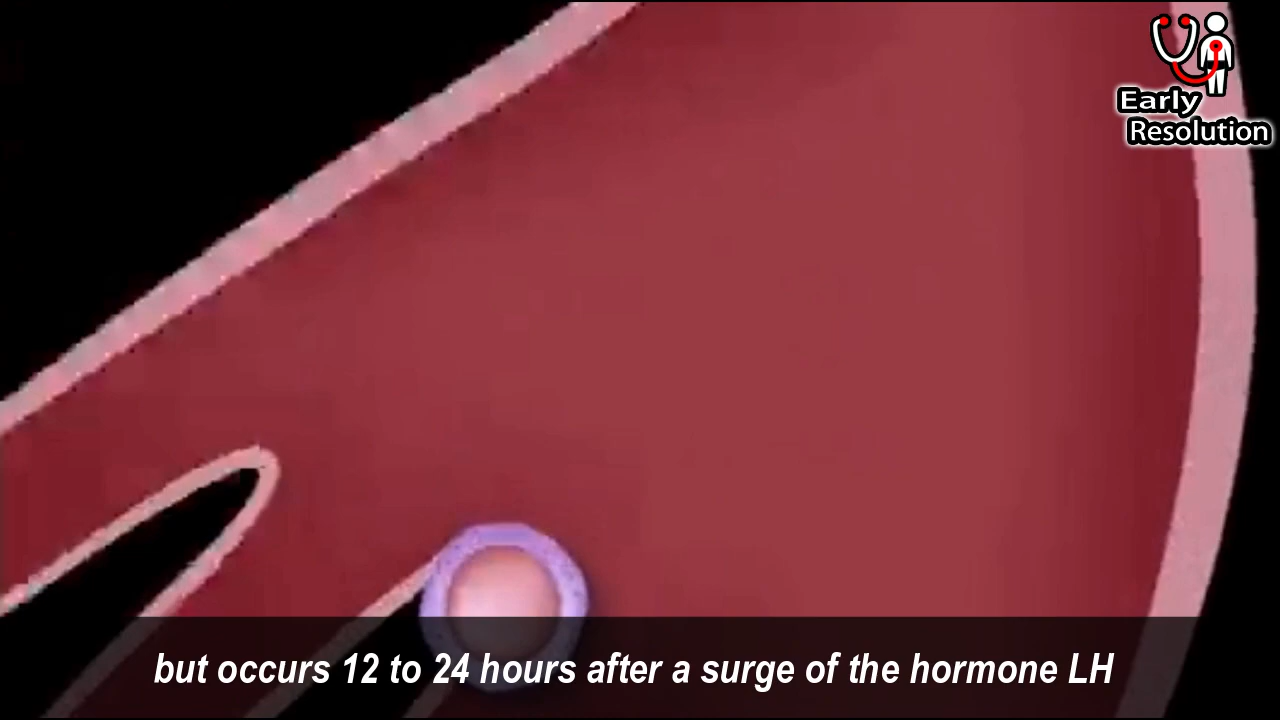 Early
Resolution
but occurs 12 to 24 hours after a surge of the hormone LH